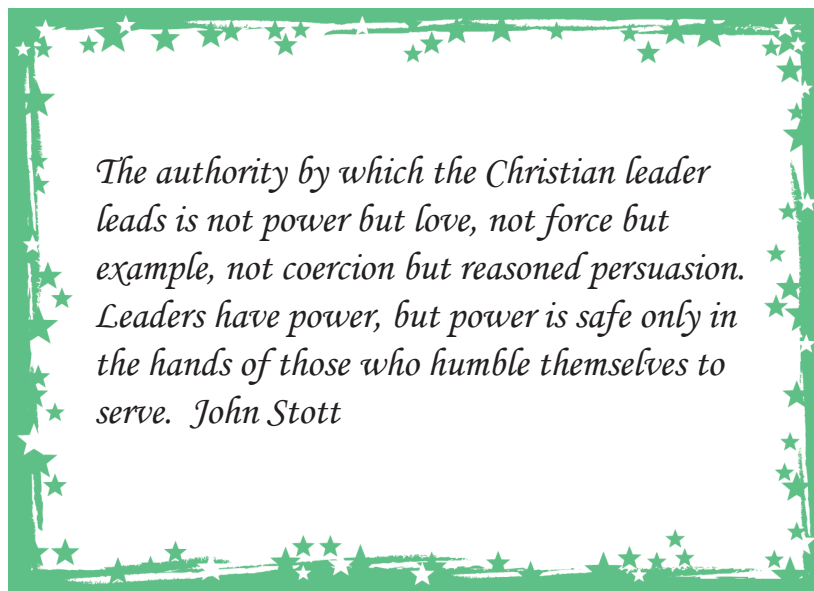 The authority by which the Christian leader
leads is not power but love, not force but
example, not coercion but reasoned persuasion.
Leaders have power, but power is safe only in
the hands of those who humble themselves to
serve.  John Stott